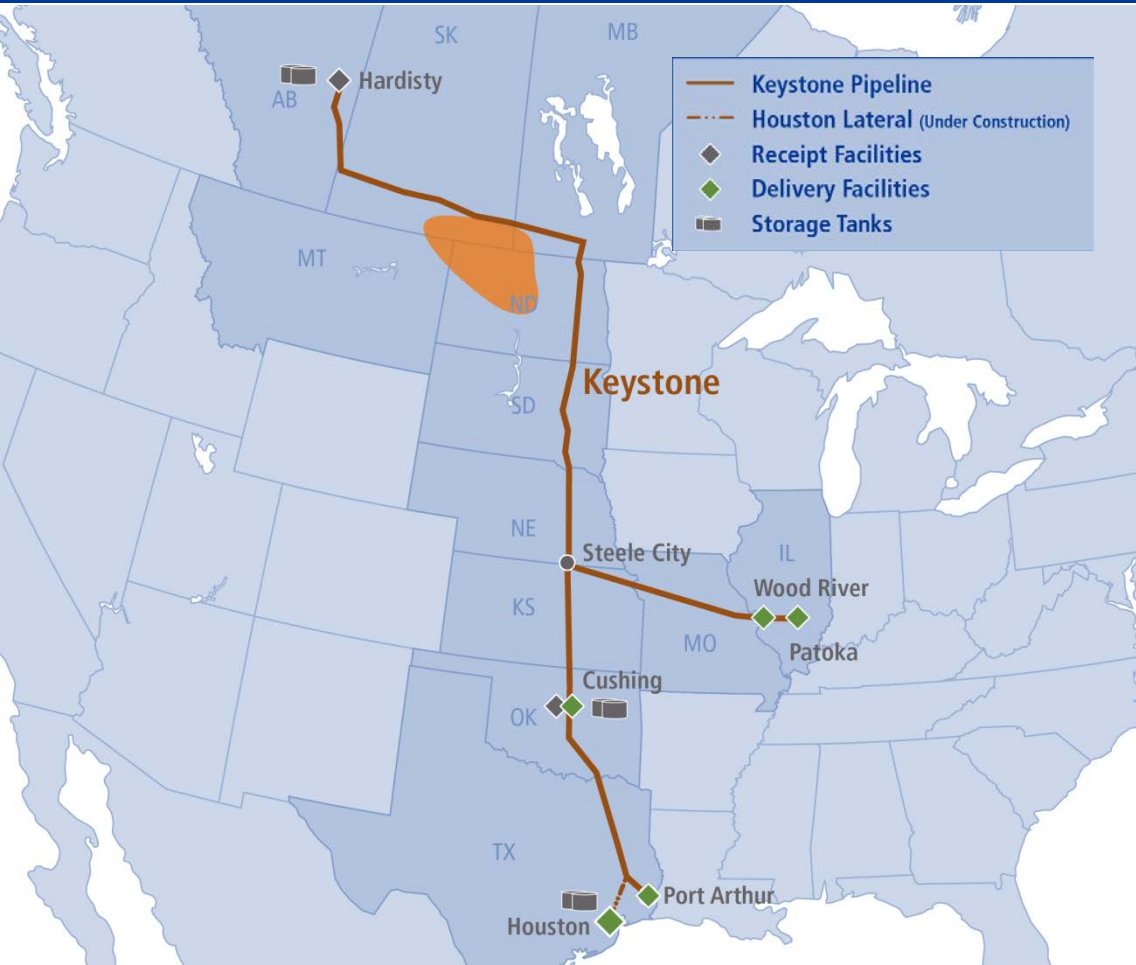 SK
MB
Hardisty
AB
Keystone Pipeline
Houston Lateral (Under Construction)
Receipt Facilities
Delivery Facilities
Storage Tanks
MT
ND
Keystone
SD
NE
Steele City
IL
Wood River
KS
MO
Patoka
Cushing
OK
TX
Port Arthur
Houston